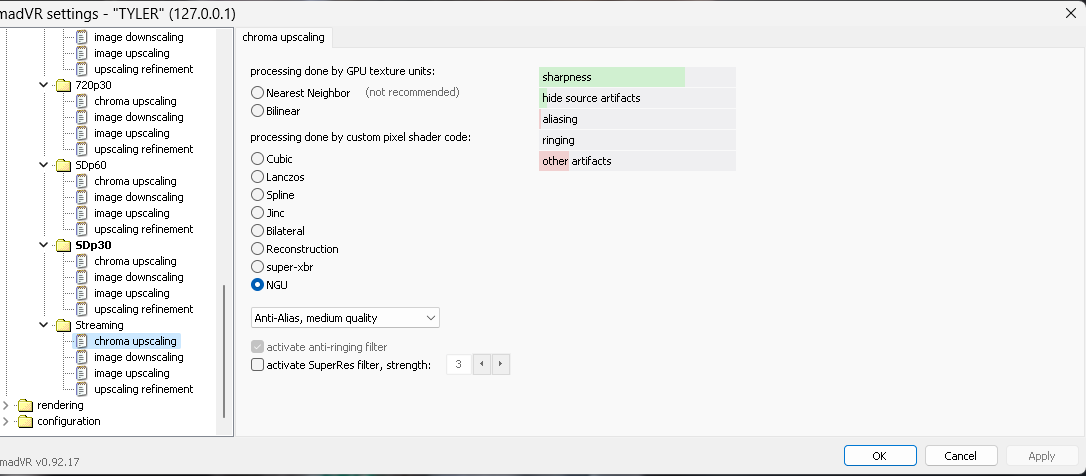 madVR settings - "TYLER" (127.0.0.1)
image downscaling
image upscaling
upscaling refinement
720p30
chroma upscaling
image downscaling
image upscaling
upscaling refinement
SDp60
chroma upscaling
image downscaling
image upscaling
upscaling refinement
SDp30
chroma upscaling
image downscaling
image upscaling
upscaling refinement
Streaming
chroma upscaling
image downscaling
image upscaling
upscaling refinement
rendering
configuration
chroma upscaling
processing done by GPU texture units:
Nearest Neighbor (not recommended)
Bilinear
processing done by custom pixel shader code:
Cubic
Lanczos
Spline
Jinc
Bilateral
Reconstruction
super-xbr
NGU
Anti-Alias, medium quality
activate anti-ringing filter
activate SuperRes filter, strength: 3
sharpness
hide source artifacts
aliasing
ringing
other artifacts
madVR v0.92.17
OK
Cancel
Apply